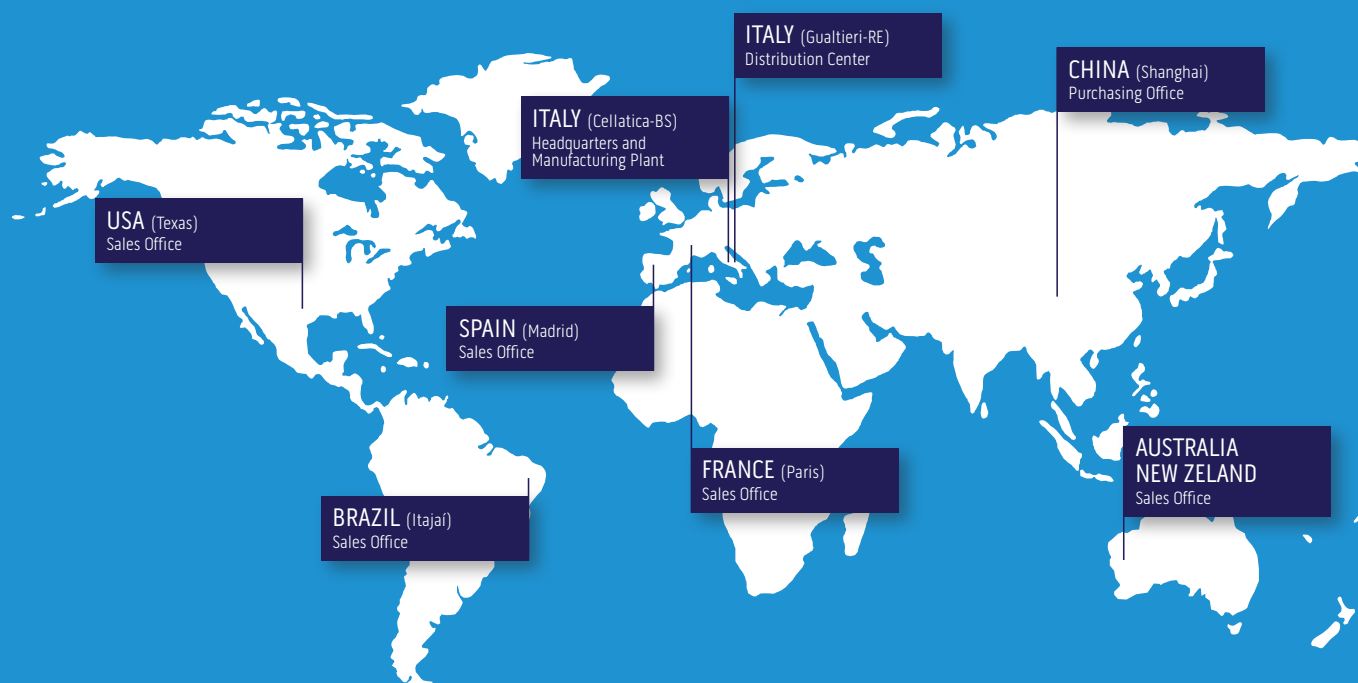 ITALY (Gualtieri-RE)
Distribution Center
CHINA (Shanghai)
Purchasing Office
ITALY (Cellatica-BS)
Headquarters and
Manufacturing Plant
USA (Texas)
Sales Office
SPAIN (Madrid)
Sales Office
FRANCE (Paris)
Sales Office
AUSTRALIA
NEW ZELAND
Sales Office
BRAZIL (Itajaí)
Sales Office